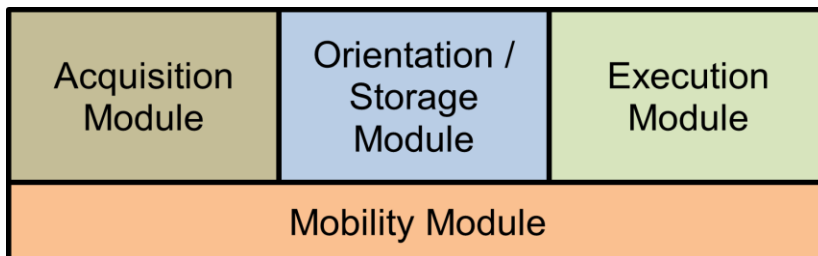 Acquisition
Module
Orientation /
Storage
Module
Execution
Module
Mobility Module